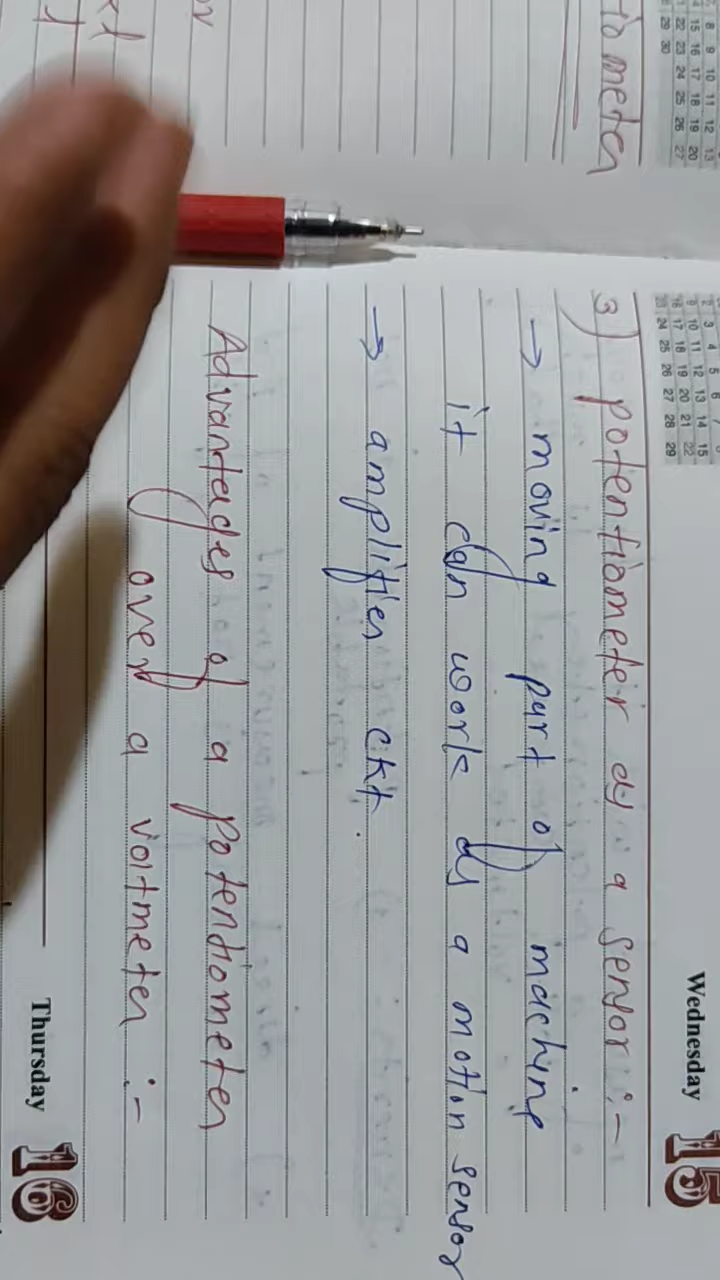 tiometer
Wednesday 15
3) potentiometer as a sensor :-
→ moving part of machine
it can work as a motion sensor
→ amplifier ckt.
Advantages of a potentiometer
over a voltmeter :-
Thursday 16